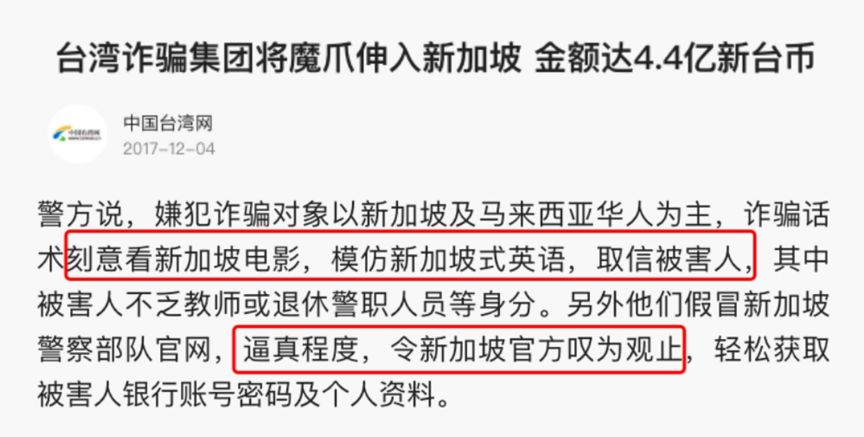 台湾诈骗集团将魔爪伸入新加坡 金额达4.4亿新台币
中国台湾网
2017-12-04
警方说，嫌犯诈骗对象以新加坡及马来西亚华人为主，诈骗话
术刻意看新加坡电影，模仿新加坡式英语，取信被害人，其中
被害人不乏教师或退休警职人员等身分。另外他们假冒新加坡
警察部队官网，逼真程度，令新加坡官方叹为观止，轻松获取
被害人银行账号密码及个人资料。